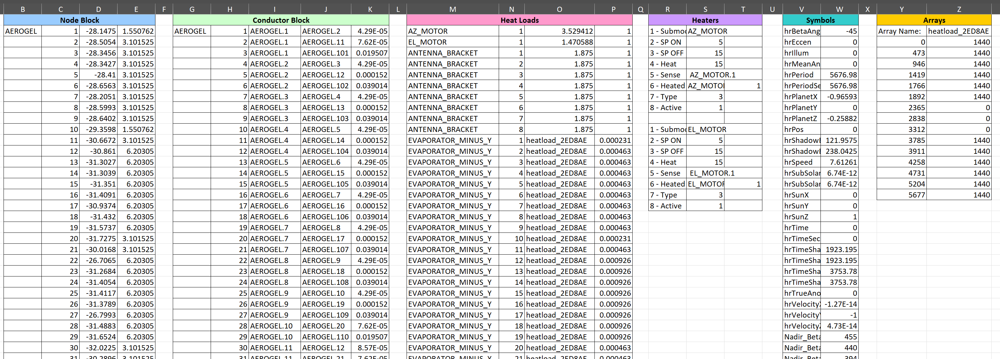 B C D E F G H I J K L M N O P Q R S T U V W X Y Z
Node Block Conductor Block Heat Loads Heaters Symbols Arrays
AEROGEL 1 -28.1475 1.550762 AEROGEL 1 AEROGEL.1 AEROGEL.2 4.29E-05 AZ_MOTOR 1 3.529412 1 1 - Submod AZ_MOTOR hrBetaAng -45 Array Name: heatload_2ED8AE
2 -28.5054 3.101525 2 AEROGEL.1 AEROGEL.11 7.62E-05 EL_MOTOR 1 1.470588 1 2 - SP ON 5 hrEccen 0 0 1440
3 -28.3456 3.101525 3 AEROGEL.1 AEROGEL.101 0.019507 ANTENNA_BRACKET 1 1.875 1 3 - SP OFF 15 hrIllum 0 473 1440
4 -28.3427 3.101525 4 AEROGEL.2 AEROGEL.3 4.29E-05 ANTENNA_BRACKET 2 1.875 1 4 - Heat 15 hrMeanAn 0 946 1440
5 -28.41 3.101525 5 AEROGEL.2 AEROGEL.12 0.000152 ANTENNA_BRACKET 3 1.875 1 5 - Sense AZ_MOTOR.1 hrPeriod 5676.98 1419 1440
6 -28.6563 3.101525 6 AEROGEL.2 AEROGEL.102 0.039014 ANTENNA_BRACKET 4 1.875 1 6 - Heated AZ_MOTO 1 hrPeriodSe 5676.98 1766 1440
7 -28.2051 3.101525 7 AEROGEL.3 AEROGEL.4 4.29E-05 ANTENNA_BRACKET 5 1.875 1 7 - Type 3 hrPlanetX -0.96593 1892 1440
8 -28.5993 3.101525 8 AEROGEL.3 AEROGEL.13 0.000152 ANTENNA_BRACKET 6 1.875 1 8 - Active 1 hrPlanetY 0 2365 0
9 -28.6402 3.101525 9 AEROGEL.3 AEROGEL.103 0.039014 ANTENNA_BRACKET 7 1.875 1 hrPlanetZ -0.25882 2838 0
10 -29.3598 1.550762 10 AEROGEL.4 AEROGEL.5 4.29E-05 ANTENNA_BRACKET 8 1.875 1 1 - Submod EL_MOTOR hrPos 0 3312 0
11 -30.6672 3.101525 11 AEROGEL.4 AEROGEL.14 0.000152 EVAPORATOR_MINUS_Y 1 heatload_2ED8AE 0.000231 2 - SP ON 5 hrShadow 121.9575 3785 1440
12 -30.861 6.20305 12 AEROGEL.4 AEROGEL.104 0.039014 EVAPORATOR_MINUS_Y 2 heatload_2ED8AE 0.000463 3 - SP OFF 15 hrShadow 238.0425 3911 1440
13 -31.3027 6.20305 13 AEROGEL.5 AEROGEL.6 4.29E-05 EVAPORATOR_MINUS_Y 3 heatload_2ED8AE 0.000463 4 - Heat 15 hrSpeed 7.61261 4258 1440
14 -31.3039 6.20305 14 AEROGEL.5 AEROGEL.15 0.000152 EVAPORATOR_MINUS_Y 4 heatload_2ED8AE 0.000463 5 - Sense EL_MOTOR.1 hrSubSolar 6.74E-12 4731 1440
15 -31.351 6.20305 15 AEROGEL.5 AEROGEL.105 0.039014 EVAPORATOR_MINUS_Y 5 heatload_2ED8AE 0.000463 6 - Heated EL_MOTOR 1 hrSubSolar 6.74E-12 5204 1440
16 -31.4091 6.20305 16 AEROGEL.6 AEROGEL.7 4.29E-05 EVAPORATOR_MINUS_Y 6 heatload_2ED8AE 0.000463 7 - Type 3 hrSunX 0 5677 1440
17 -30.9374 6.20305 17 AEROGEL.6 AEROGEL.16 0.000152 EVAPORATOR_MINUS_Y 7 heatload_2ED8AE 0.000463 8 - Active 1 hrSunY 0
18 -31.432 6.20305 18 AEROGEL.6 AEROGEL.106 0.039014 EVAPORATOR_MINUS_Y 8 heatload_2ED8AE 0.000463 hrSunZ 1
19 -31.5737 6.20305 19 AEROGEL.7 AEROGEL.8 4.29E-05 EVAPORATOR_MINUS_Y 9 heatload_2ED8AE 0.000463 hrTime 0
20 -31.7275 3.101525 20 AEROGEL.7 AEROGEL.17 0.000152 EVAPORATOR_MINUS_Y 10 heatload_2ED8AE 0.000231 hrTimeSec 0
21 -30.0168 3.101525 21 AEROGEL.7 AEROGEL.107 0.039014 EVAPORATOR_MINUS_Y 11 heatload_2ED8AE 0.000463 hrTimeSha 1923.195
22 -26.7065 6.20305 22 AEROGEL.8 AEROGEL.9 4.29E-05 EVAPORATOR_MINUS_Y 12 heatload_2ED8AE 0.000926 hrTimeSha 1923.195
23 -31.2684 6.20305 23 AEROGEL.8 AEROGEL.18 0.000152 EVAPORATOR_MINUS_Y 13 heatload_2ED8AE 0.000926 hrTimeSha 3753.78
24 -31.4054 6.20305 24 AEROGEL.8 AEROGEL.108 0.039014 EVAPORATOR_MINUS_Y 14 heatload_2ED8AE 0.000926 hrTimeSha 3753.78
25 -31.4117 6.20305 25 AEROGEL.9 AEROGEL.10 4.29E-05 EVAPORATOR_MINUS_Y 15 heatload_2ED8AE 0.000926 hrTrueAno 0
26 -31.3789 6.20305 26 AEROGEL.9 AEROGEL.19 0.000152 EVAPORATOR_MINUS_Y 16 heatload_2ED8AE 0.000926 hrVelocity -1.27E-14
27 -26.7993 6.20305 27 AEROGEL.9 AEROGEL.109 0.039014 EVAPORATOR_MINUS_Y 17 heatload_2ED8AE 0.000926 hrVelocity -1
28 -31.4883 6.20305 28 AEROGEL.10 AEROGEL.20 7.62E-05 EVAPORATOR_MINUS_Y 18 heatload_2ED8AE 0.000926 hrVelocity 4.73E-14
29 -31.6524 6.20305 29 AEROGEL.10 AEROGEL.110 0.019507 EVAPORATOR_MINUS_Y 19 heatload_2ED8AE 0.000926 Nadir_Beta 455
30 -32.0225 3.101525 30 AEROGEL.11 AEROGEL.12 8.57E-05 EVAPORATOR_MINUS_Y 20 heatload_2ED8AE 0.000463 Nadir_Beta 440
31 -30.2896 3.101525 31 AEROGEL.11 AEROGEL.21 7.62E-05 EVAPORATOR_MINUS_Y 21 heatload_2ED8AE 0.000463 Nadir_Beta 394